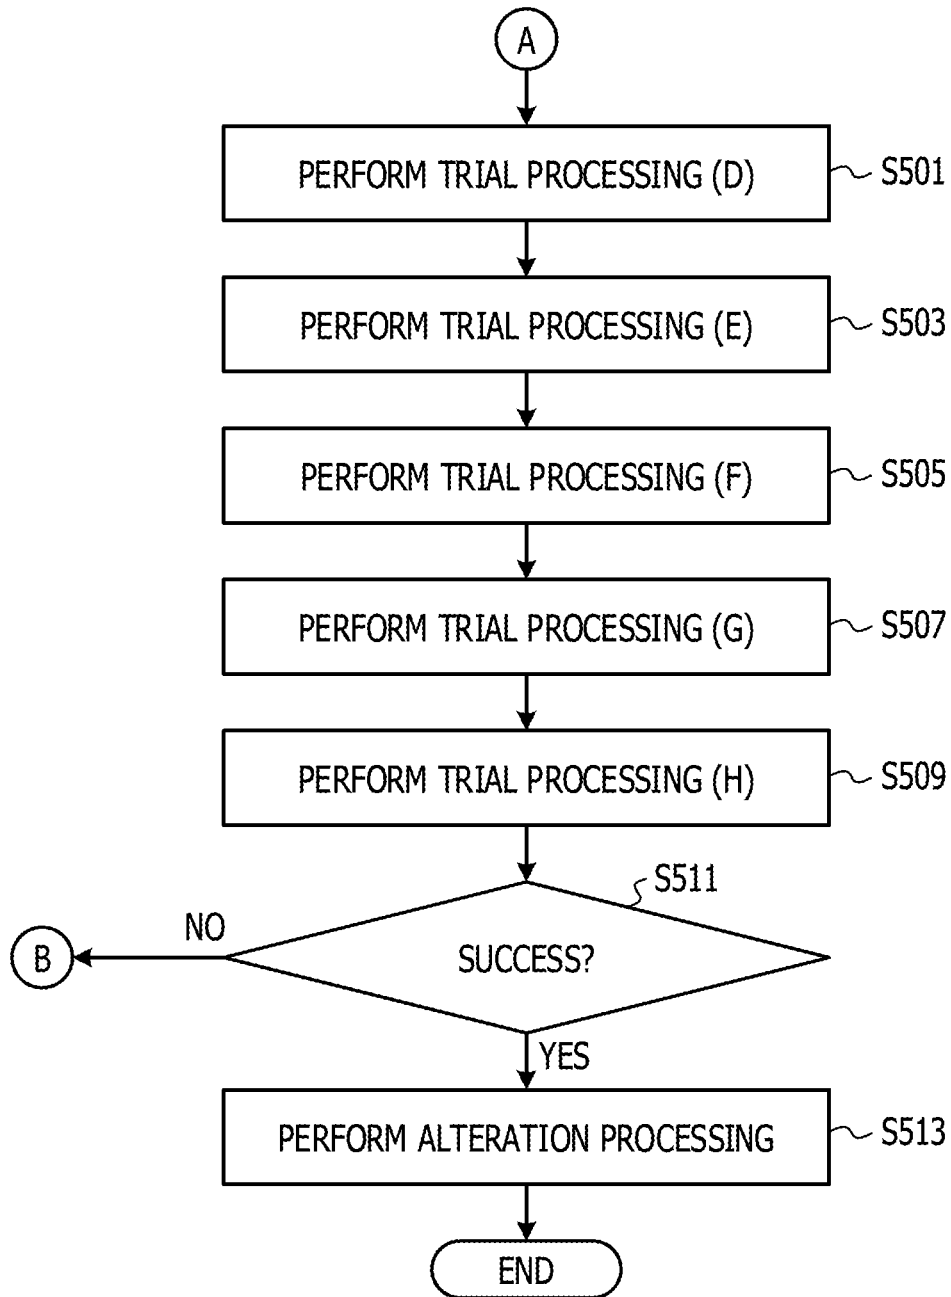 A
PERFORM TRIAL PROCESSING (D)
S501
PERFORM TRIAL PROCESSING (E)
S503
PERFORM TRIAL PROCESSING (F)
S505
PERFORM TRIAL PROCESSING (G)
S507
PERFORM TRIAL PROCESSING (H)
S509
S511
NO
B
SUCCESS?
YES
PERFORM ALTERATION PROCESSING
S513
END